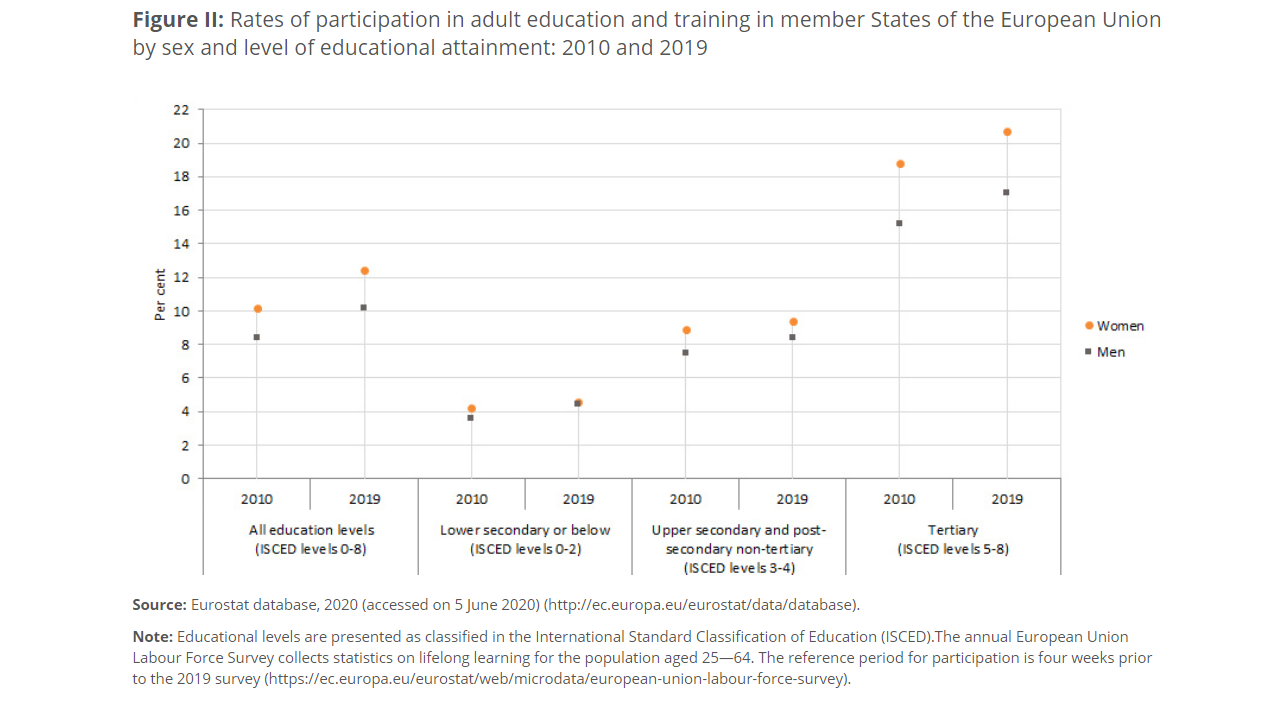 Figure II: Rates of participation in adult education and training in member States of the European Union
by sex and level of educational attainment: 2010 and 2019
22
20
18
16
14
12
10
8
6
4
2
0
Per cent
Women
Men
2010 2019 2010 2019 2010 2019 2010 2019
All education levels
(ISCED levels 0-8)
Lower secondary or below
(ISCED levels 0-2)
Upper secondary and post-
secondary non-tertiary
(ISCED levels 3-4)
Tertiary
(ISCED levels 5-8)
Source: Eurostat database, 2020 (accessed on 5 June 2020) (http://ec.europa.eu/eurostat/data/database).
Note: Educational levels are presented as classified in the International Standard Classification of Education (ISCED).The annual European Union
Labour Force Survey collects statistics on lifelong learning for the population aged 25—64. The reference period for participation is four weeks prior
to the 2019 survey (https://ec.europa.eu/eurostat/web/microdata/european-union-labour-force-survey).